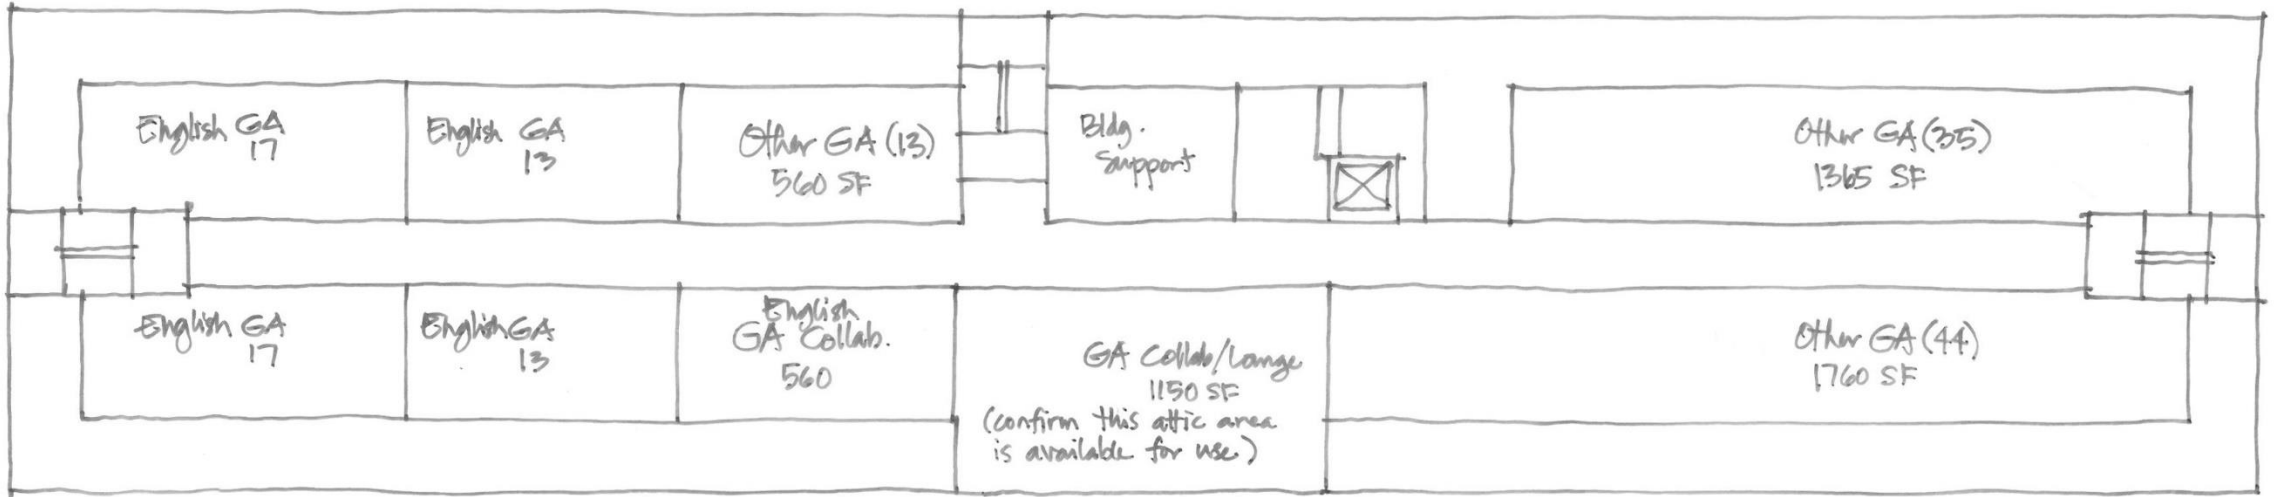 English GA
17
English GA
13
Other GA (13)
560 SF
Bldg.
Support
Other GA (35)
1365 SF
English GA
17
English GA
13
English
GA Collab.
560
GA Collab/Lounge
1150 SF
(confirm this attic area
is available for use)
Other GA (44)
1760 SF